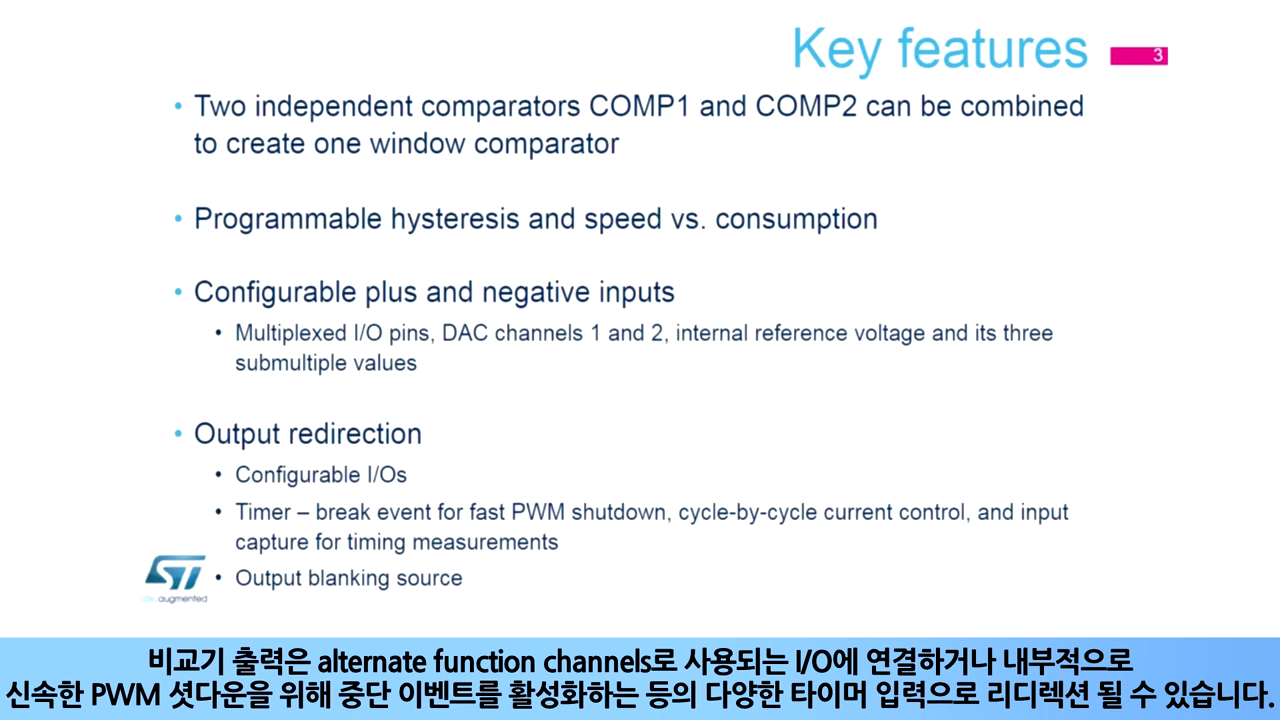 Key features
3
• Two independent comparators COMP1 and COMP2 can be combined
to create one window comparator
• Programmable hysteresis and speed vs. consumption
• Configurable plus and negative inputs
• Multiplexed I/O pins, DAC channels 1 and 2, internal reference voltage and its three
submultiple values
• Output redirection
• Configurable I/Os
• Timer – break event for fast PWM shutdown, cycle-by-cycle current control, and input
capture for timing measurements
• Output blanking source
ST
life.augmented
비교기 출력은 alternate function channels로 사용되는 I/O에 연결하거나 내부적으로
신속한 PWM 셧다운을 위해 중단 이벤트를 활성화하는 등의 다양한 타이머 입력으로 리디렉션 될 수 있습니다.